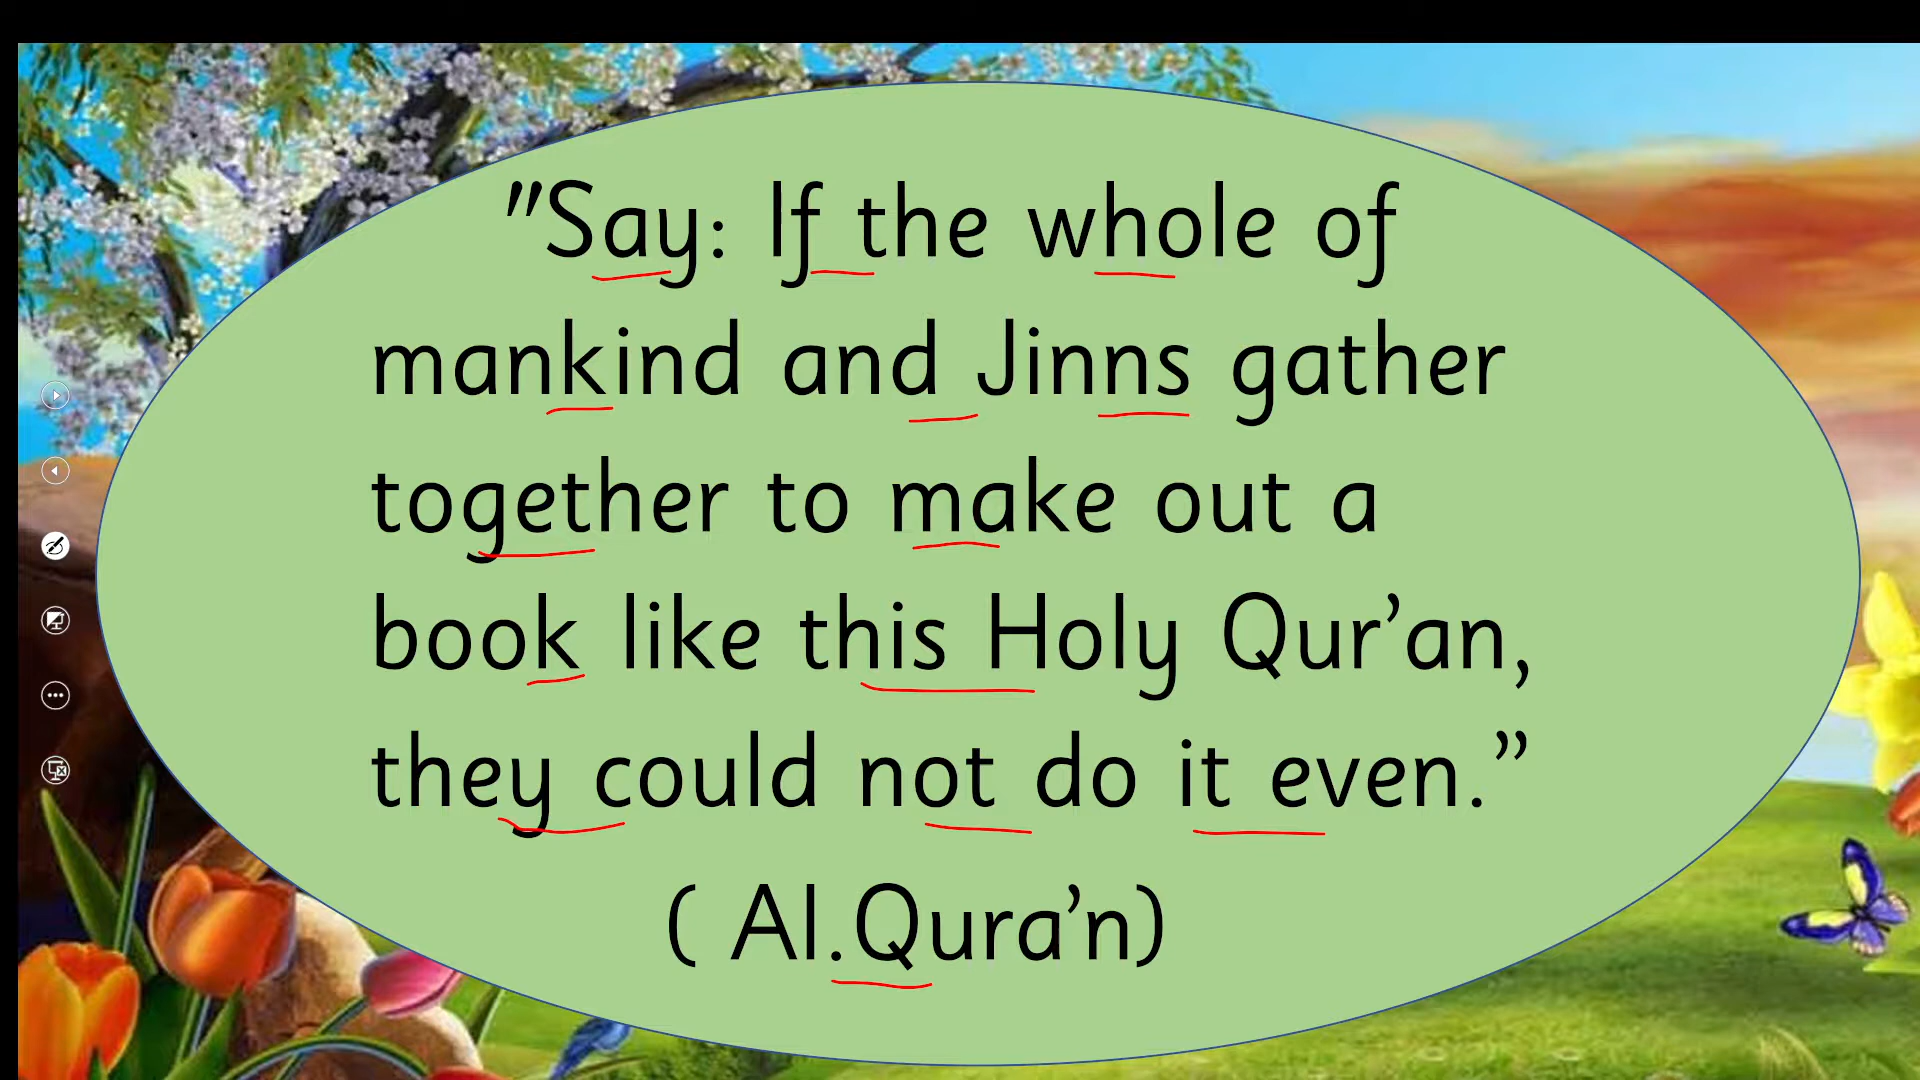 "Say: If the whole of
mankind and Jinns gather
together to make out a
book like this Holy Qur’an,
they could not do it even.”
( Al.Qura’n)